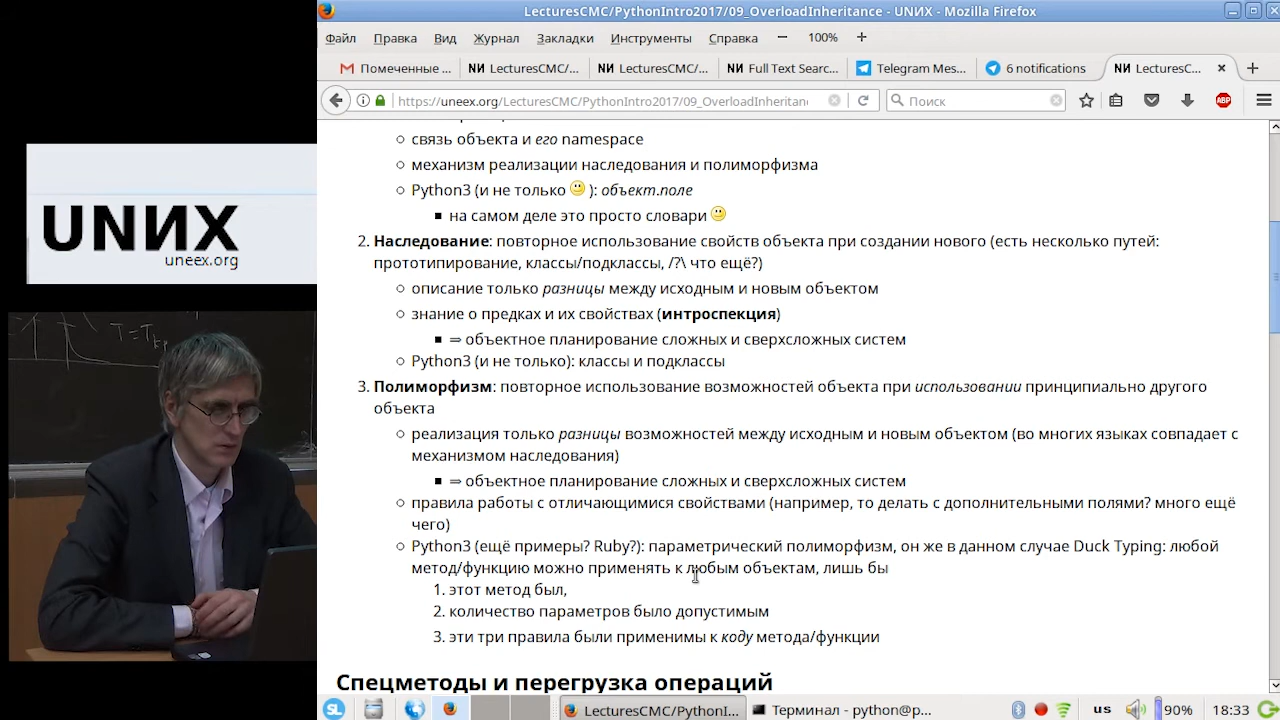 LecturesCMC/PythonIntro2017/09_OverloadInheritance - UNИX - Mozilla Firefox
Файл Правка Вид Журнал Закладки Инструменты Справка − 100% +
Помеченные ... NИ LecturesCMC/... NИ LecturesCMC/... NИ Full Text Searc... Telegram Mes... 6 notifications NИ LecturesC...
https://uneex.org/LecturesCMC/PythonIntro2017/09_OverloadInheritanc Поиск ABP
связь объекта и его namespace
механизм реализации наследования и полиморфизма
Python3 (и не только ): объект.поле
на самом деле это просто словари
2. Наследование: повторное использование свойств объекта при создании нового (есть несколько путей:
прототипирование, классы/подклассы, /?\ что ещё?)
описание только разницы между исходным и новым объектом
знание о предках и их свойствах (интроспекция)
⇒ объектное планирование сложных и сверхсложных систем
Python3 (и не только): классы и подклассы
3. Полиморфизм: повторное использование возможностей объекта при использовании принципиально другого
объекта
реализация только разницы возможностей между исходным и новым объектом (во многих языках совпадает с
механизмом наследования)
⇒ объектное планирование сложных и сверхсложных систем
правила работы с отличающимися свойствами (например, то делать с дополнительными полями? много ещё
чего)
Python3 (ещё примеры? Ruby?): параметрический полиморфизм, он же в данном случае Duck Typing: любой
метод/функцию можно применять к любым объектам, лишь бы
1. этот метод был,
2. количество параметров было допустимым
3. эти три правила были применимы к коду метода/функции
Спецметоды и перегрузка операций
LecturesCMC/PythonI... Терминал - python@p... us 90% 18:33
UNИX
uneex.org
T=T